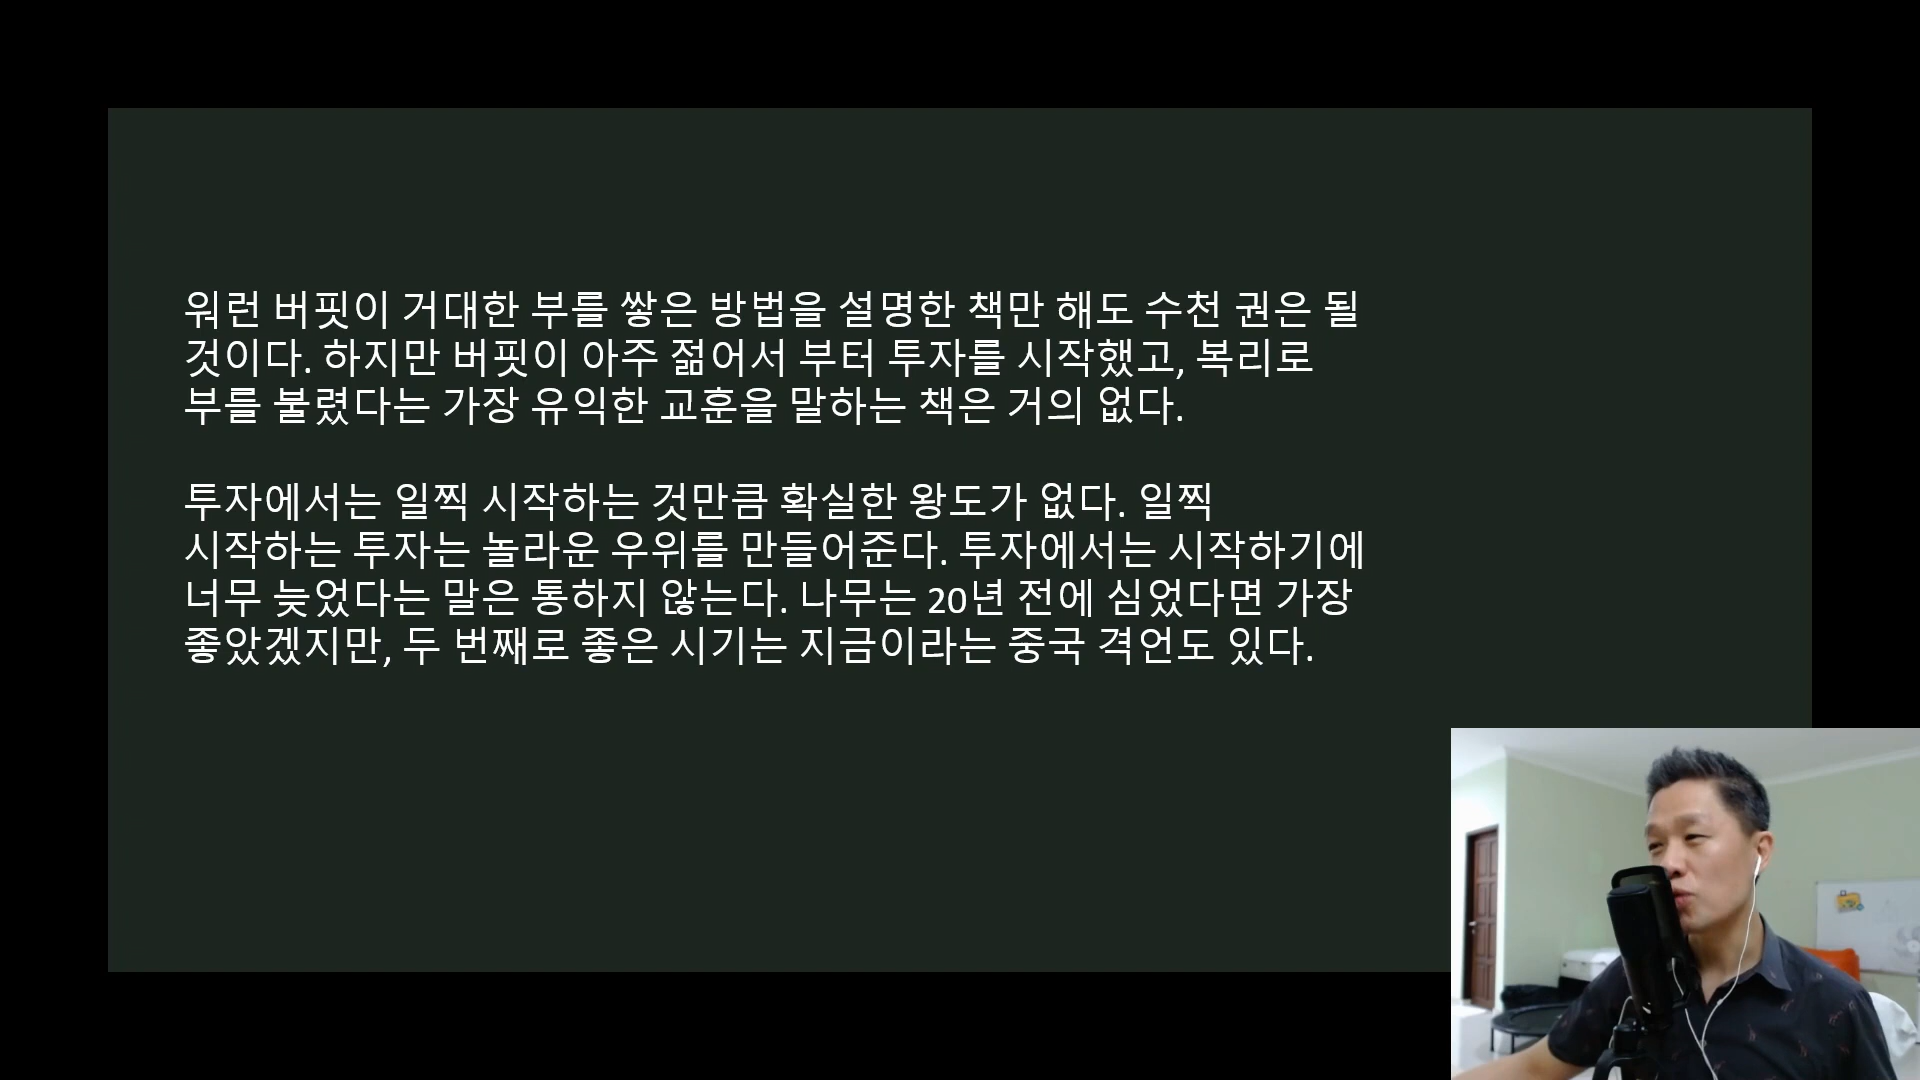 워런 버핏이 거대한 부를 쌓은 방법을 설명한 책만 해도 수천 권은 될
것이다. 하지만 버핏이 아주 젊어서 부터 투자를 시작했고, 복리로
부를 불렸다는 가장 유익한 교훈을 말하는 책은 거의 없다.
투자에서는 일찍 시작하는 것만큼 확실한 왕도가 없다. 일찍
시작하는 투자는 놀라운 우위를 만들어준다. 투자에서는 시작하기에
너무 늦었다는 말은 통하지 않는다. 나무는 20년 전에 심었다면 가장
좋았겠지만, 두 번째로 좋은 시기는 지금이라는 중국 격언도 있다.